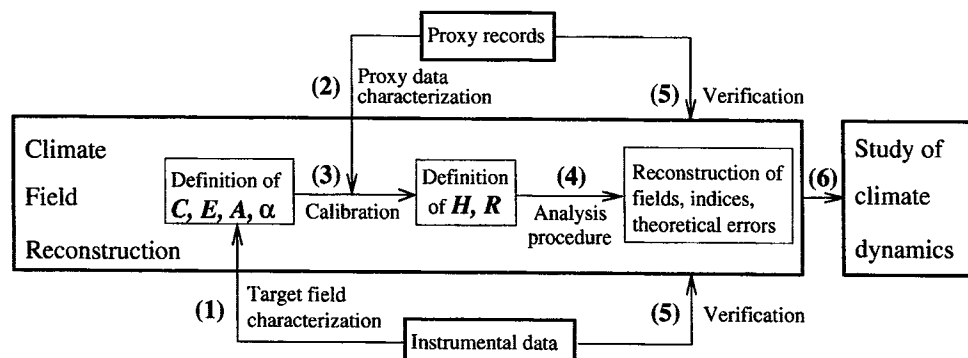 Proxy records
(2)
Proxy data
characterization
(5)
Verification
Climate
Field
Reconstruction
Definition of
C, E, A, α
(3)
Calibration
Definition
of H, R
(4)
Analysis
procedure
Reconstruction of
fields, indices,
theoretical errors
(6)
Study of
climate
dynamics
(1)
Target field
characterization
Instrumental data
(5)
Verification